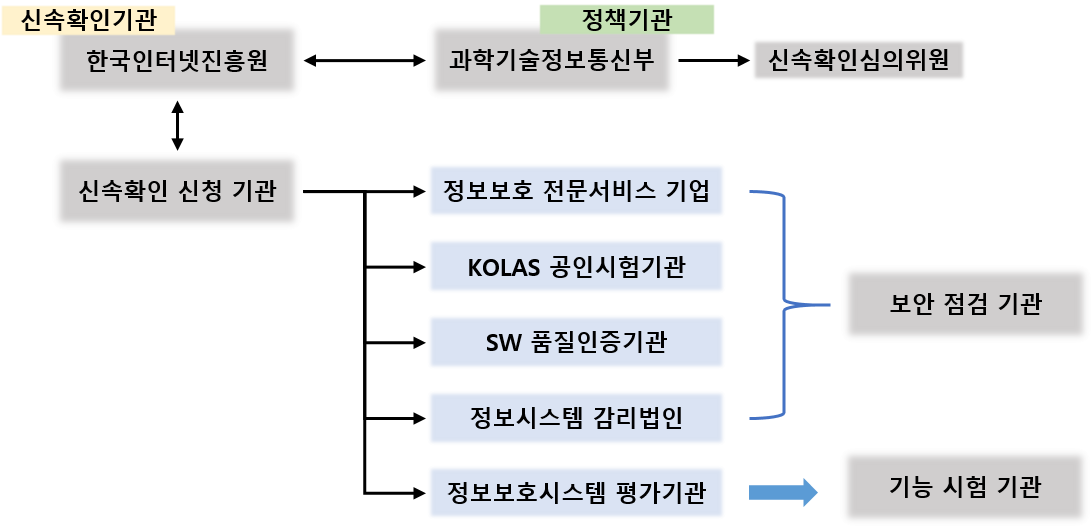 신속확인기관
정책기관
한국인터넷진흥원
과학기술정보통신부
신속확인심의위원
신속확인 신청 기관
정보보호 전문서비스 기업
KOLAS 공인시험기관
보안 점검 기관
SW 품질인증기관
정보시스템 감리법인
정보보호시스템 평가기관
기능 시험 기관